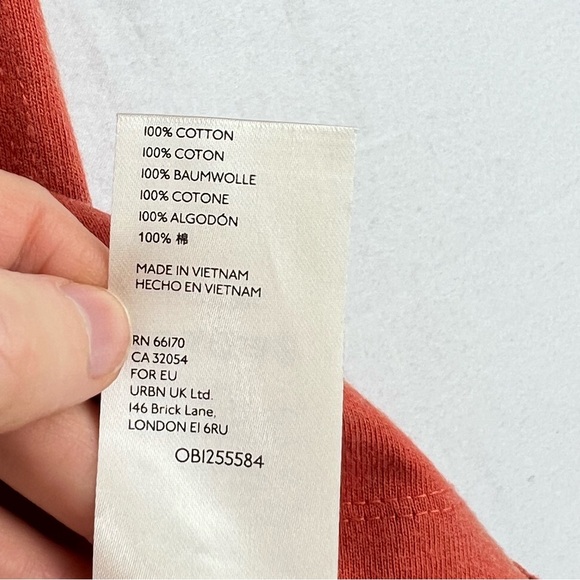 100% COTTON
100% COTON
100% BAUMWOLLE
100% COTONE
100% ALGODÓN
100% 棉
MADE IN VIETNAM
HECHO EN VIETNAM
RN 66170
CA 32054
FOR EU
URBN UK Ltd.
146 Brick Lane,
LONDON E1 6RU
OB1255584